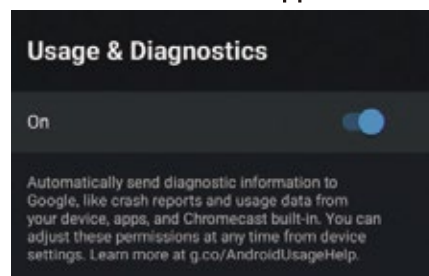 Usage & Diagnostics
On
Automatically send diagnostic information to
Google, like crash reports and usage data from
your device, apps, and Chromecast built-in. You can
adjust these permissions at any time from device
settings. Learn more at g.co/AndroidUsageHelp.